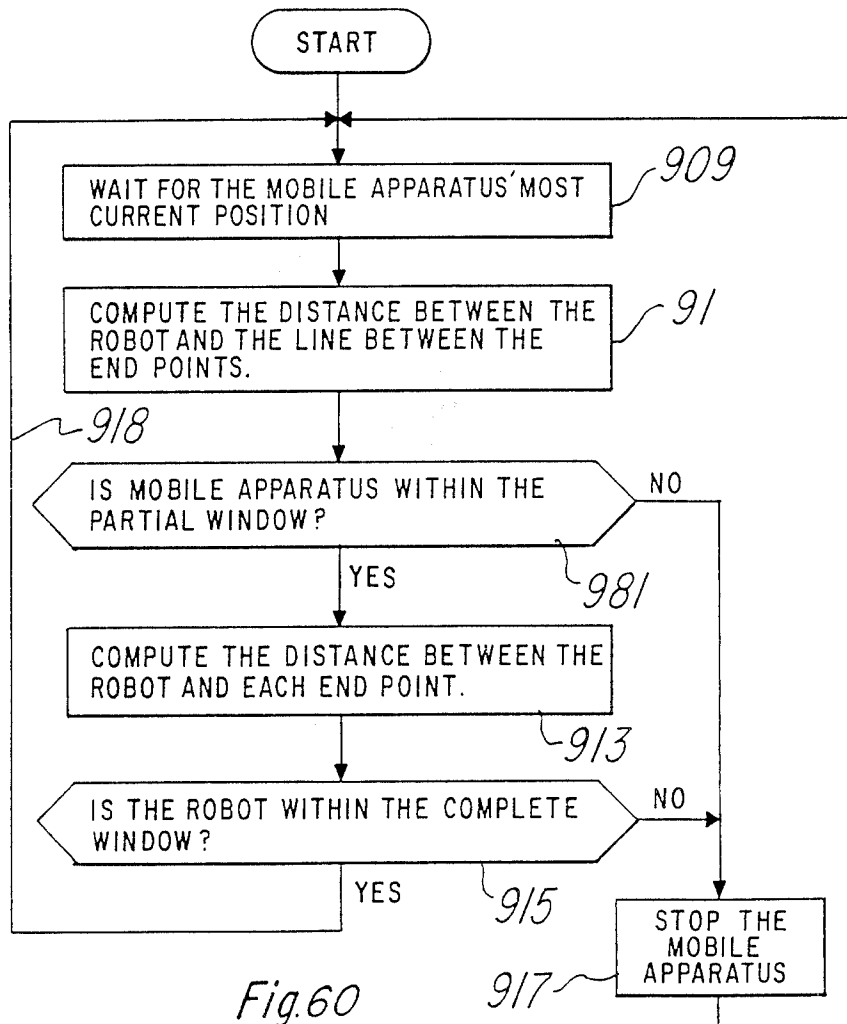 START
WAIT FOR THE MOBILE APPARATUS' MOST
CURRENT POSITION
909
COMPUTE THE DISTANCE BETWEEN THE
ROBOT AND THE LINE BETWEEN THE
END POINTS.
91
918
IS MOBILE APPARATUS WITHIN THE
PARTIAL WINDOW?
NO
981
YES
COMPUTE THE DISTANCE BETWEEN THE
ROBOT AND EACH END POINT.
913
IS THE ROBOT WITHIN THE COMPLETE
WINDOW?
NO
915
YES
STOP THE
MOBILE
APPARATUS
917
Fig.60